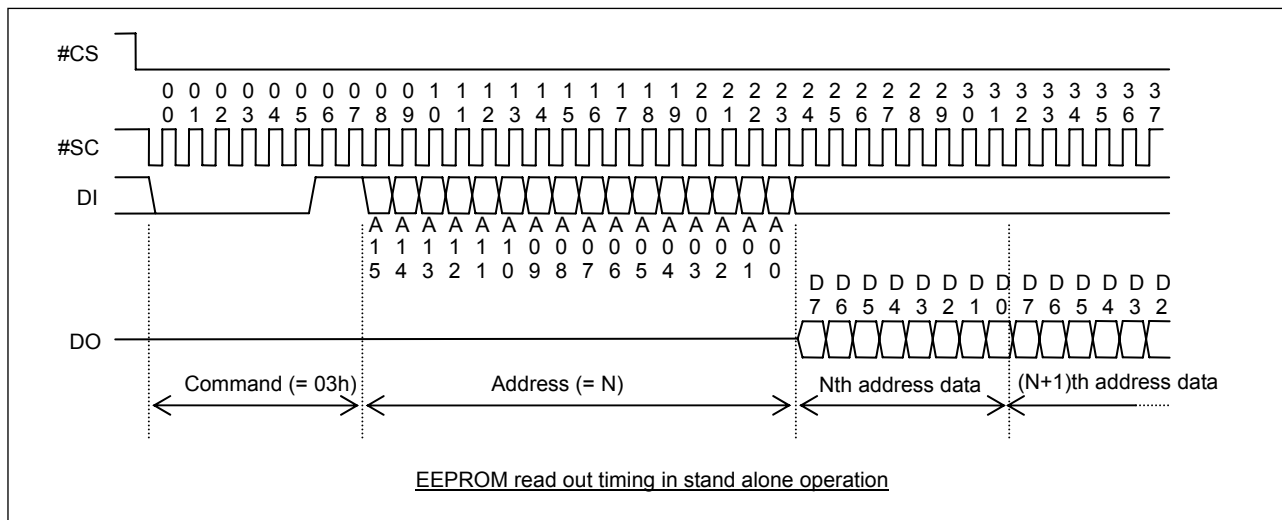 #CS
0 0 0 0 0 0 0 0 0 0 1 1 1 1 1 1 1 1 1 1 2 2 2 2 2 2 2 2 2 2 3 3 3 3 3 3 3 3
0 1 2 3 4 5 6 7 8 9 0 1 2 3 4 5 6 7 8 9 0 1 2 3 4 5 6 7 8 9 0 1 2 3 4 5 6 7
#SC
DI
A A A A A A A A A A A A A A A A
1 1 1 1 1 1 0 0 0 0 0 0 0 0 0 0
5 4 3 2 1 0 9 8 7 6 5 4 3 2 1 0
D D D D D D D D D D D D D D
7 6 5 4 3 2 1 0 7 6 5 4 3 2
DO
Command (= 03h) Address (= N) Nth address data (N+1)th address data
EEPROM read out timing in stand alone operation